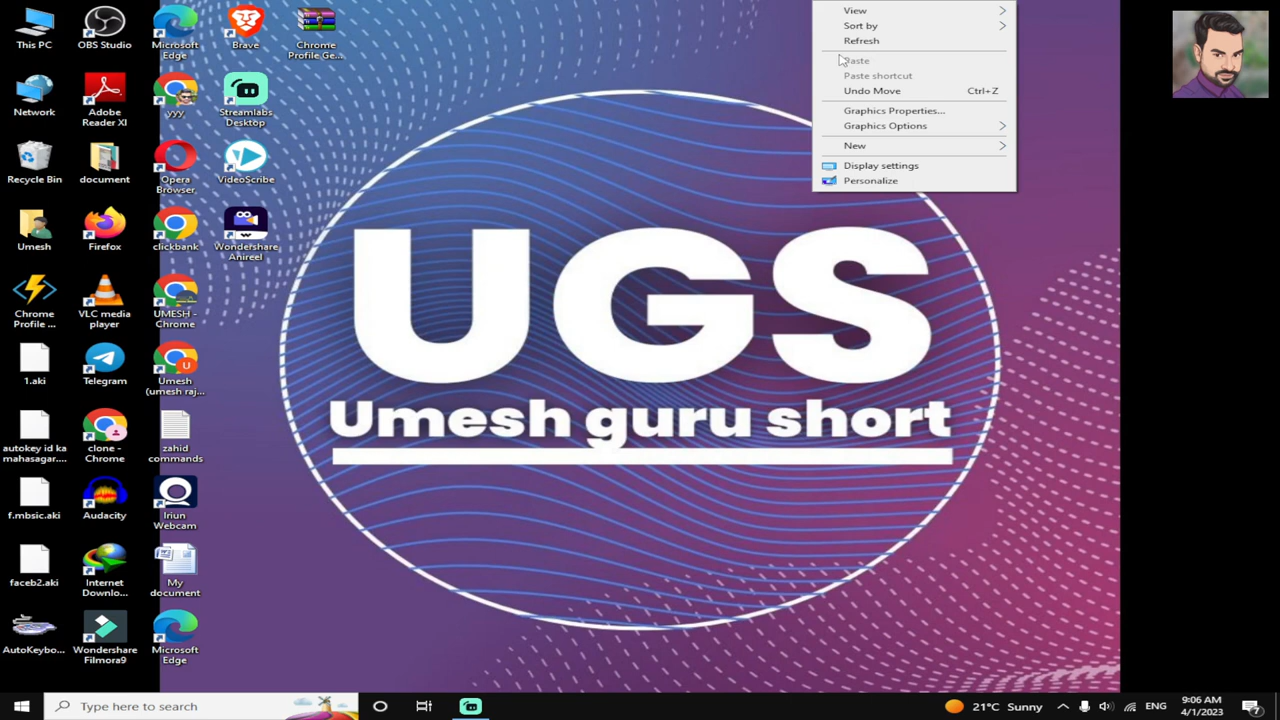 This PC
OBS Studio
Microsoft
Edge
Brave
Chrome
Profile Ge...
Network
Adobe
Reader XI
yyy
Streamlabs
Desktop
Recycle Bin
document
Opera
Browser
VideoScribe
Umesh
Firefox
clickbank
Wondershare
Anireel
Chrome
Profile ...
VLC media
player
UMESH -
Chrome
1.aki
Telegram
Umesh
(umesh raj...
autokey id ka
mahasagar....
clone -
Chrome
zahid
commands
f.mbsic.aki
Audacity
Iriun
Webcam
faceb2.aki
Internet
Downlo...
My
document
AutoKeybo...
Wondershare
Filmora9
Microsoft
Edge
View
Sort by
Refresh
Paste
Paste shortcut
Undo Move Ctrl+Z
Graphics Properties...
Graphics Options
New
Display settings
Personalize
UGS
Umesh guru short
Type here to search
21°C Sunny
ENG
9:06 AM
4/1/2023
7